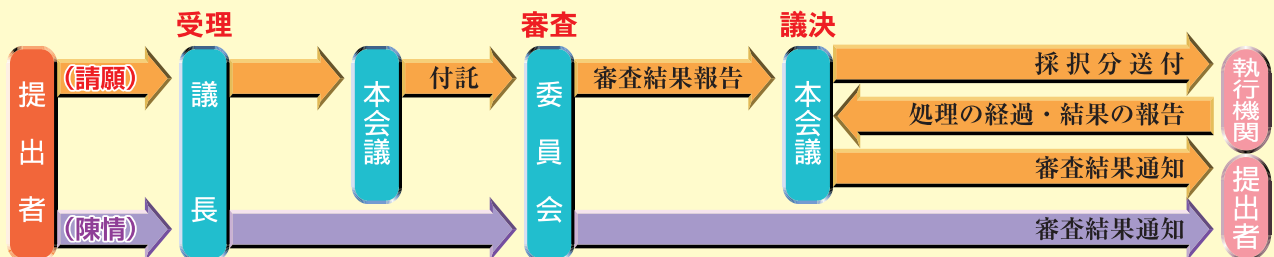 受理
審査
議決
提出者
（請願）
議長
本会議
付託
委員会
審査結果報告
本会議
採択分送付
執行機関
処理の経過・結果の報告
審査結果通知
（陳情）
審査結果通知
提出者